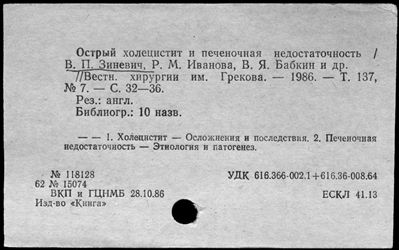 Острый холецистит и печеночная недостаточность /
В. П. Зиневич, Р. М. Иванова, В. Я. Бабкин и др.
//Вестн. хирургии им. Грекова. — 1986. — Т. 137,
№ 7. — С. 32—36.
Рез.: англ.
Библиогр.: 10 назв.
— — 1. Холецистит — Осложнения и последствия. 2. Печеночная
недостаточность — Этиология и патогенез.
№ 118128 УДК 616.366-002.1+616.36-008.64
62 № 15074
ВКП и ГЦНМБ 28.10.86 ЕСКЛ 41.13
Изд-во «Книга»